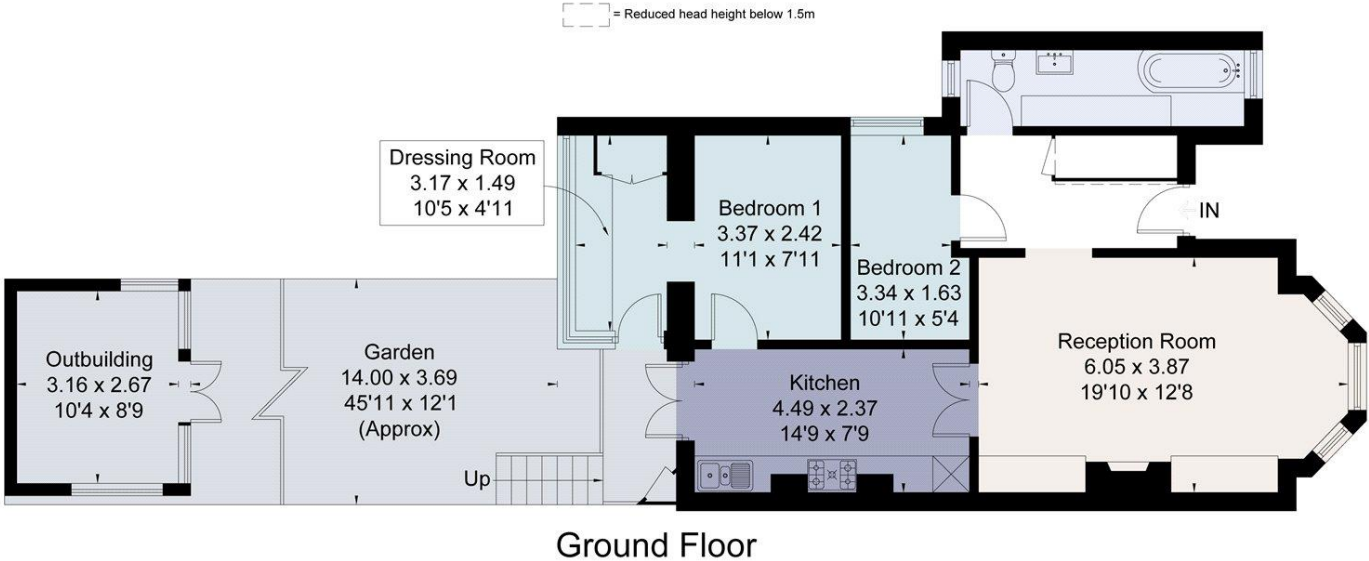 = Reduced head height below 1.5m
Dressing Room
3.17 x 1.49
10'5 x 4'11
Bedroom 1
3.37 x 2.42
11'1 x 7'11
IN
Bedroom 2
3.34 x 1.63
10'11 x 5'4
Outbuilding
3.16 x 2.67
10'4 x 8'9
Garden
14.00 x 3.69
45'11 x 12'1
(Approx)
Kitchen
4.49 x 2.37
14'9 x 7'9
Reception Room
6.05 x 3.87
19'10 x 12'8
Up
Ground Floor